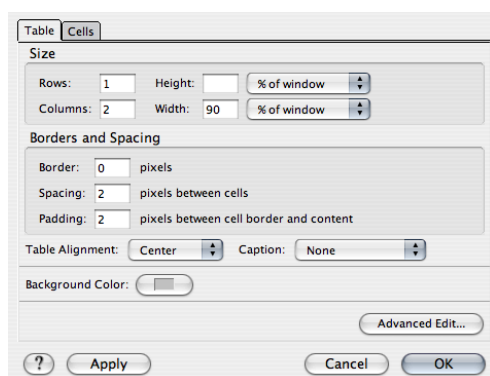 Table Cells
Size
Rows: 1 Height: % of window
Columns: 2 Width: 90 % of window
Borders and Spacing
Border: 0 pixels
Spacing: 2 pixels between cells
Padding: 2 pixels between cell border and content
Table Alignment: Center Caption: None
Background Color:
Advanced Edit...
? Apply Cancel OK